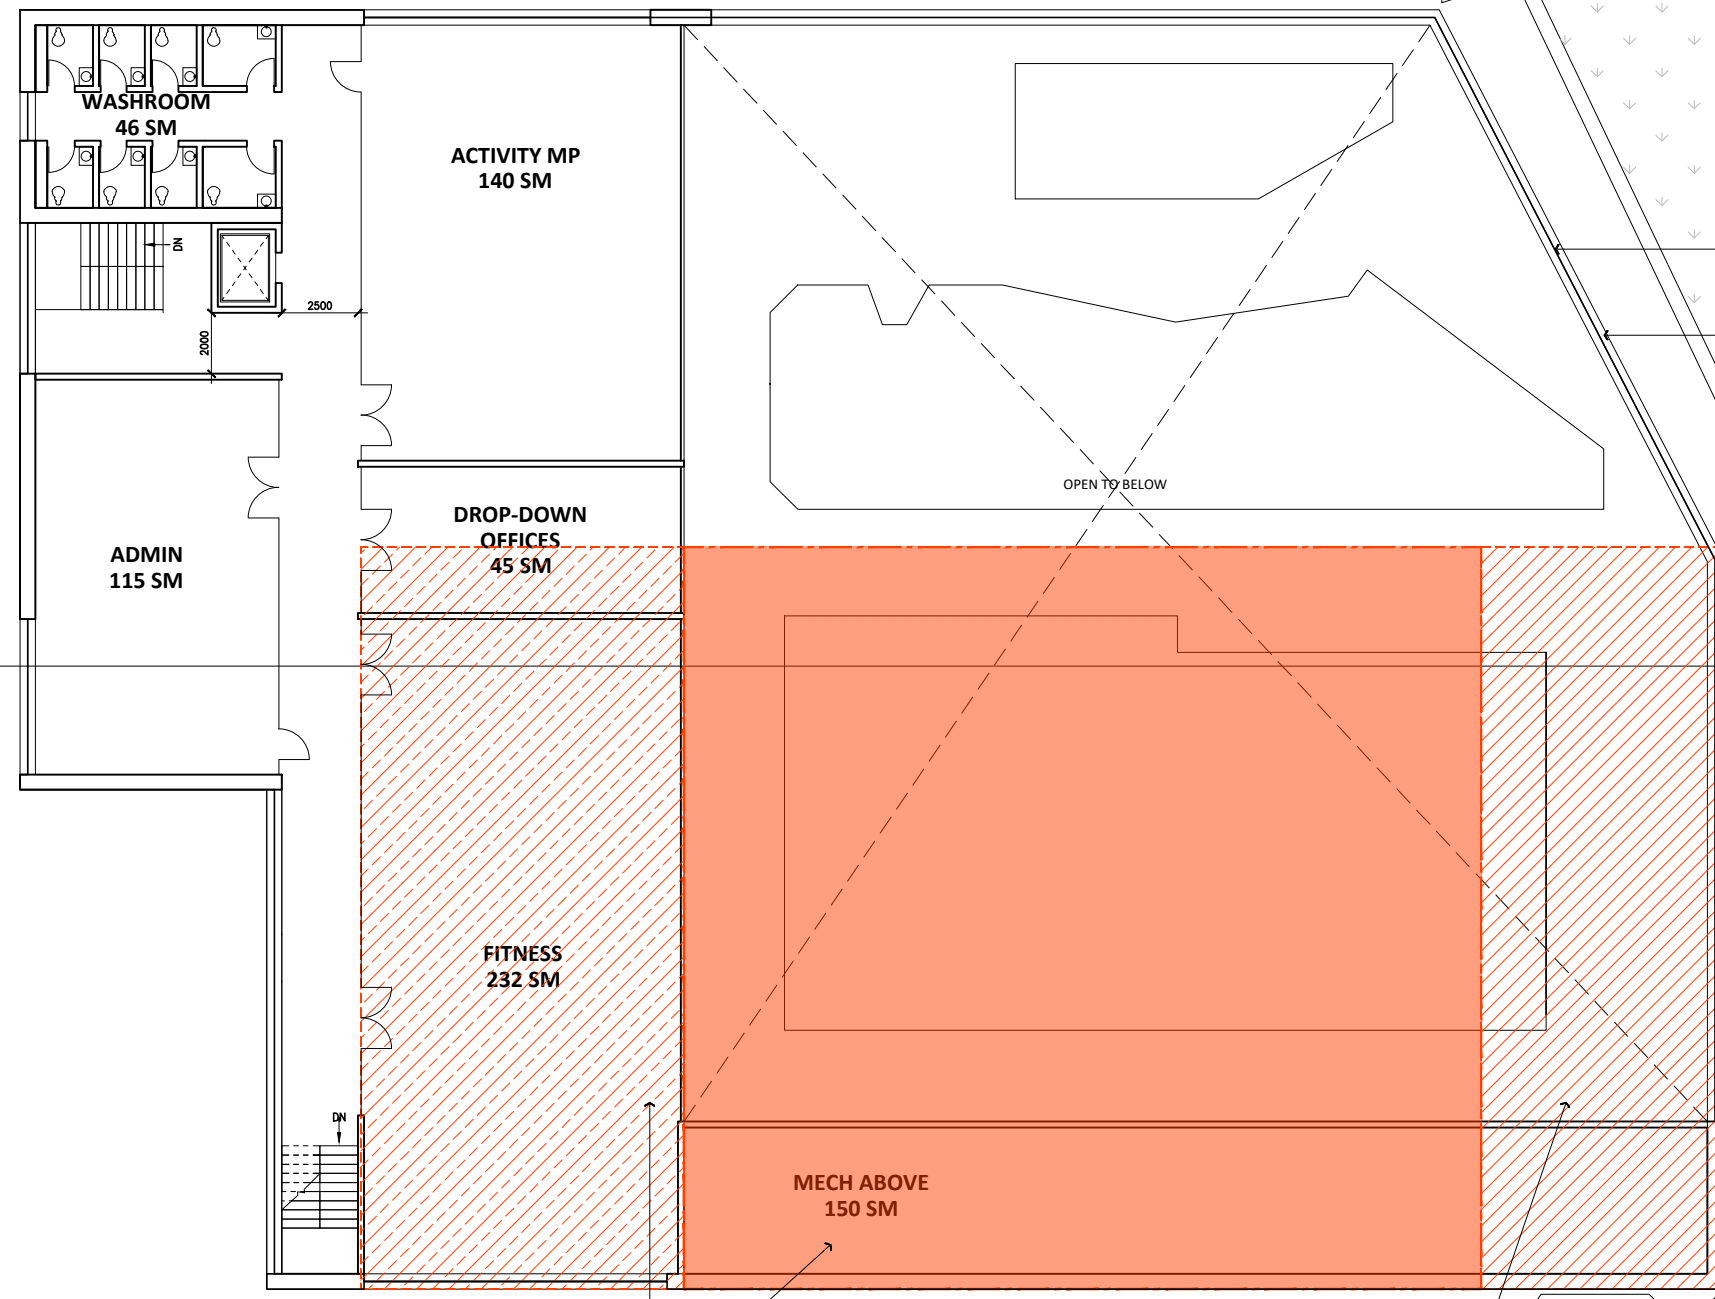 WASHROOM
46 SM
ACTIVITY MP
140 SM
DN
2500
2000
OPEN TO BELOW
DROP-DOWN
OFFICES
45 SM
ADMIN
115 SM
FITNESS
232 SM
DN
MECH ABOVE
150 SM